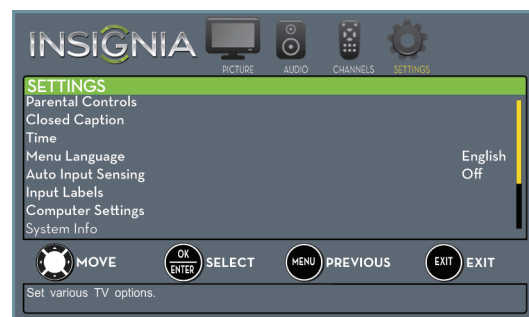 INSIGNIA
PICTURE AUDIO CHANNELS SETTINGS
SETTINGS
Parental Controls
Closed Caption
Time
Menu Language English
Auto Input Sensing Off
Input Labels
Computer Settings
System Info
MOVE OK ENTER SELECT MENU PREVIOUS EXIT EXIT
Set various TV options.